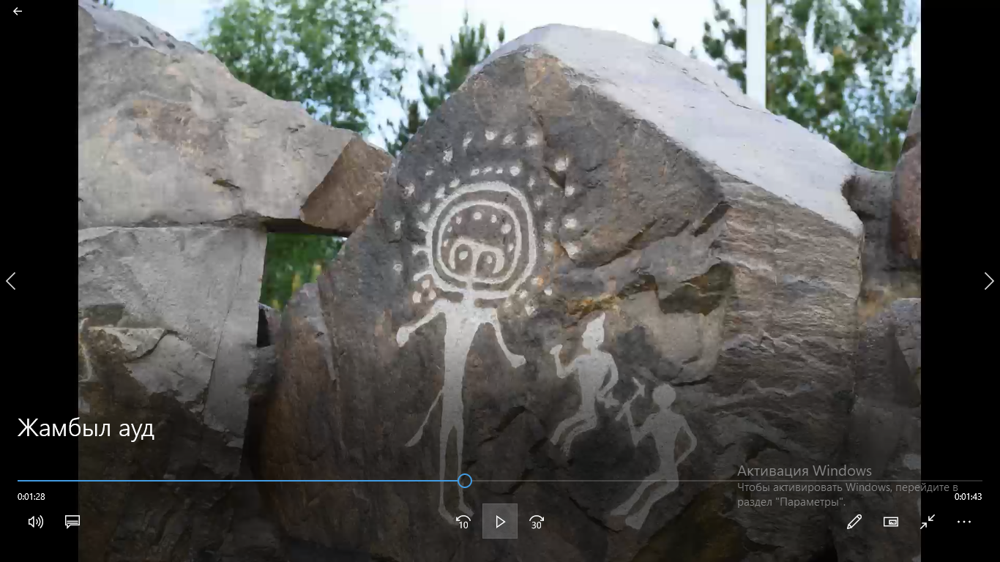 Жамбыл ауд
Активация Windows
Чтобы активировать Windows, перейдите в
раздел "Параметры".
0:01:28
0:01:43
10
30